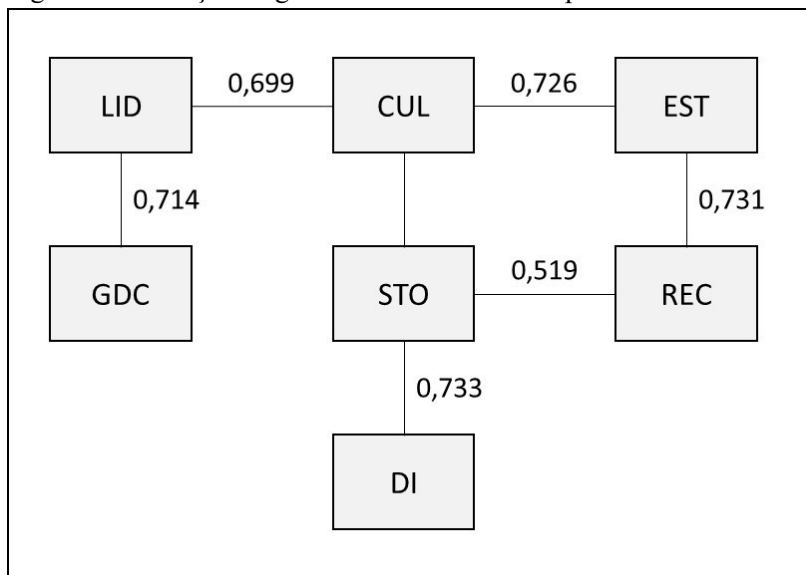 LID 0,699 CUL 0,726 EST
0,714 0,731
GDC STO 0,519 REC
0,733
DI